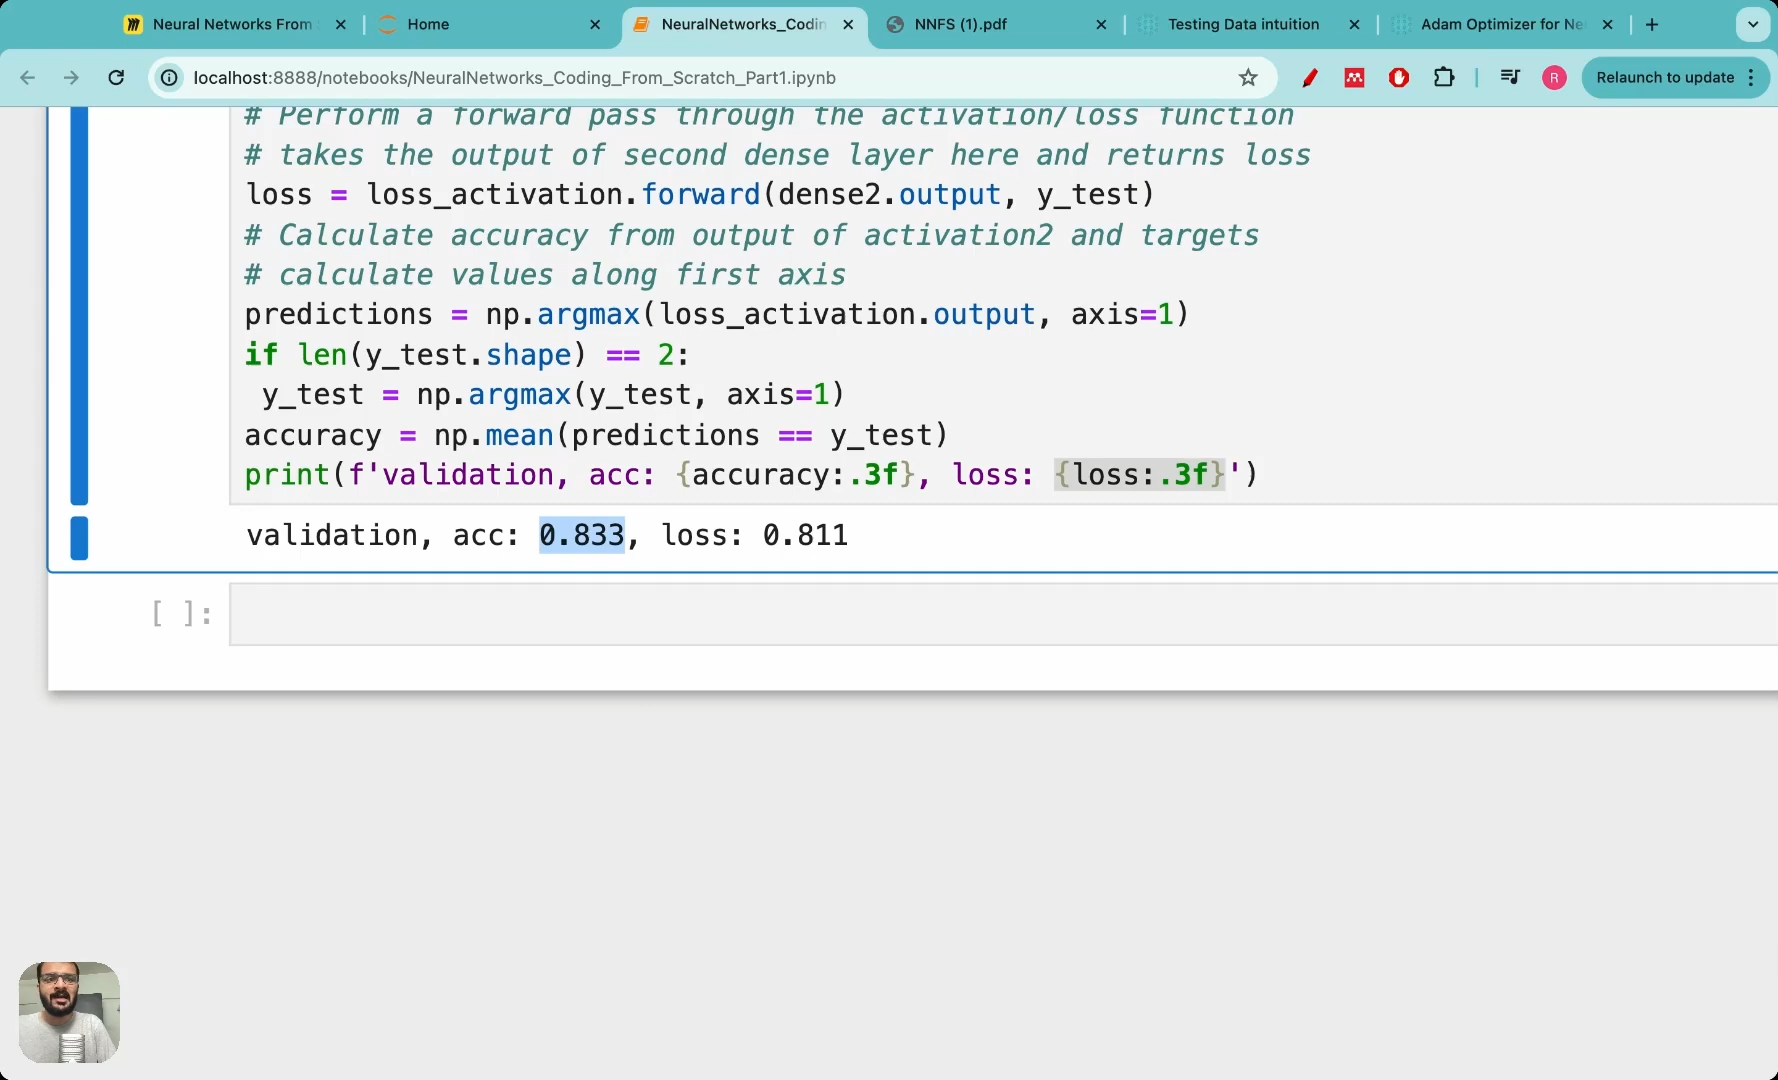 Neural Networks From
Home
NeuralNetworks_Codin
NNFS (1).pdf
Testing Data intuition
Adam Optimizer for Ne
localhost:8888/notebooks/NeuralNetworks_Coding_From_Scratch_Part1.ipynb
R
Relaunch to update
# Perform a forward pass through the activation/loss function
# takes the output of second dense layer here and returns loss
loss = loss_activation.forward(dense2.output, y_test)
# Calculate accuracy from output of activation2 and targets
# calculate values along first axis
predictions = np.argmax(loss_activation.output, axis=1)
if len(y_test.shape) == 2:
 y_test = np.argmax(y_test, axis=1)
accuracy = np.mean(predictions == y_test)
print(f'validation, acc: {accuracy:.3f}, loss: {loss:.3f}')
validation, acc: 0.833, loss: 0.811
[ ]: